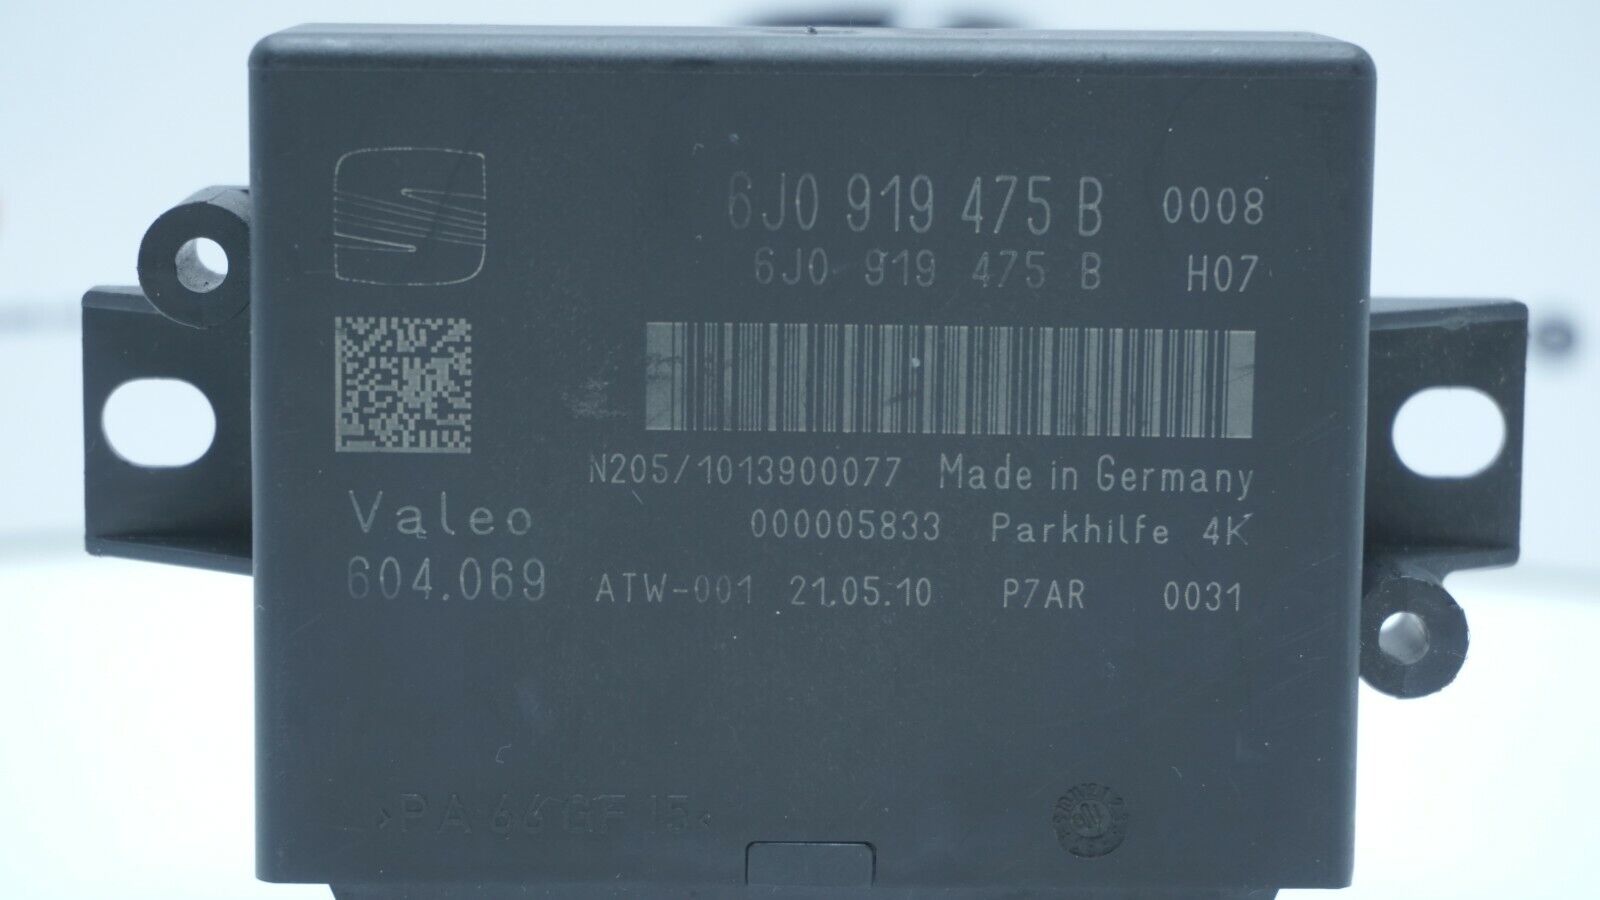 6J0 919 475 B 0008
6J0 919 475 B H07
N205/1013900077 Made in Germany
Valeo 000005833 Parkhilfe 4K
604.069 ATW-001 21.05.10 P7AR 0031
>PA66GF15<